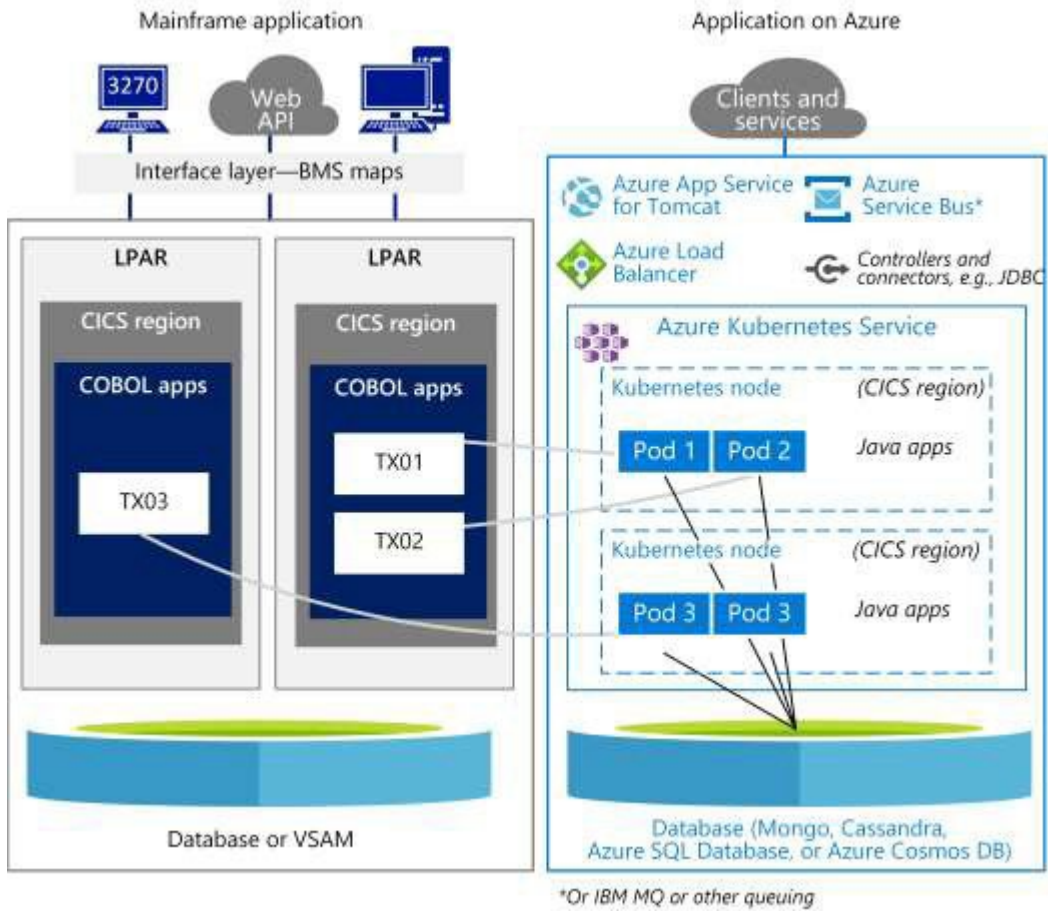 Mainframe application
3270
Web
API
Interface layer—BMS maps
LPAR
CICS region
COBOL apps
TX03
LPAR
CICS region
COBOL apps
TX01
TX02
Database or VSAM
Application on Azure
Clients and
services
Azure App Service
for Tomcat
Azure
Service Bus*
Azure Load
Balancer
Controllers and
connectors, e.g., JDBC
Azure Kubernetes Service
Kubernetes node
(CICS region)
Pod 1
Pod 2
Java apps
Kubernetes node
(CICS region)
Pod 3
Pod 3
Java apps
Database (Mongo, Cassandra,
Azure SQL Database, or Azure Cosmos DB)
*Or IBM MQ or other queuing